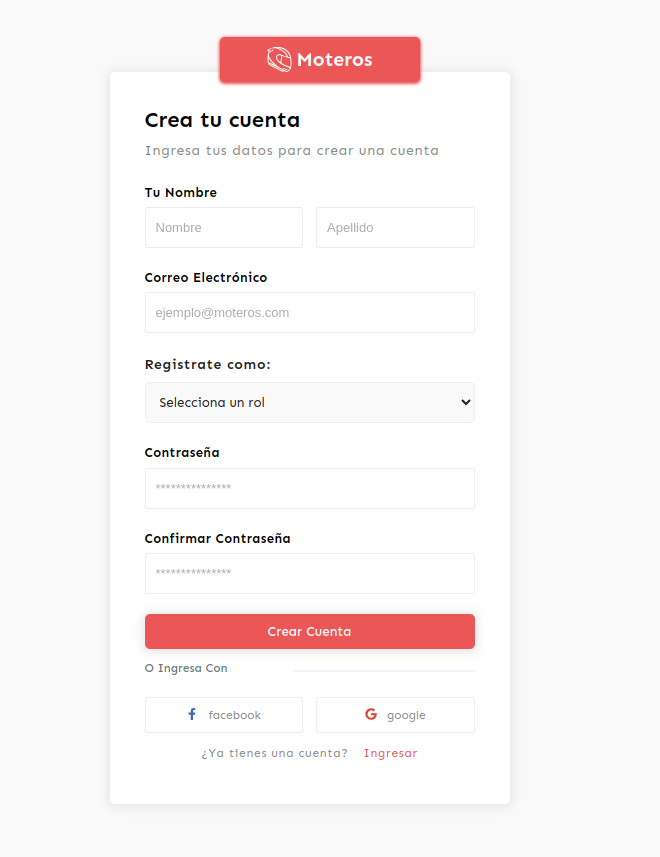 Moteros
Crea tu cuenta
Ingresa tus datos para crear una cuenta
Tu Nombre
Nombre Apellido
Correo Electrónico
ejemplo@moteros.com
Registrate como:
Selecciona un rol
Contraseña
***************
Confirmar Contraseña
***************
Crear Cuenta
O Ingresa Con
facebook google
¿Ya tienes una cuenta? Ingresar